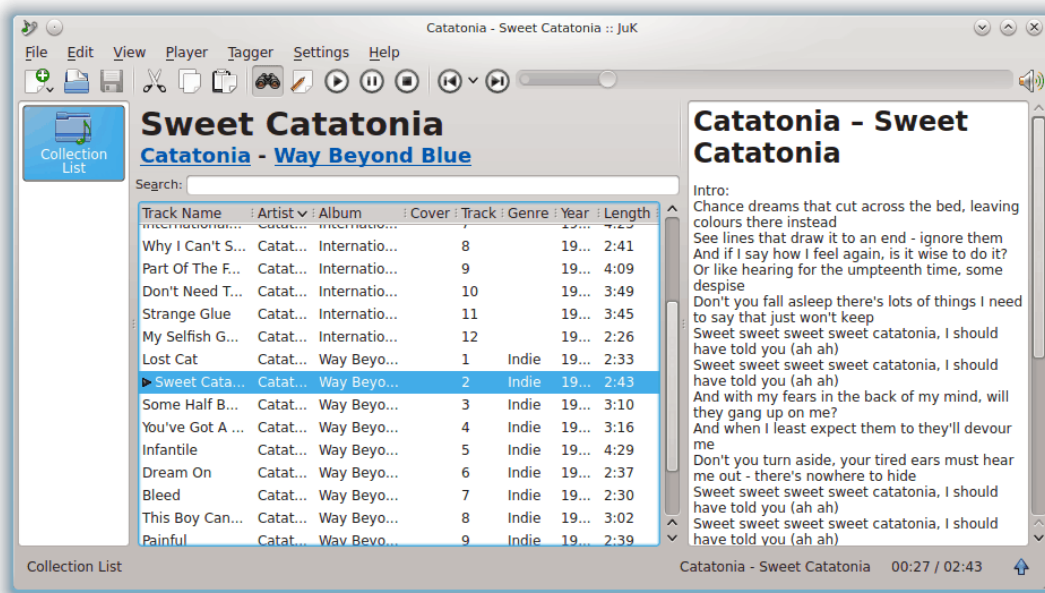 Catatonia - Sweet Catatonia :: JuK
File Edit View Player Tagger Settings Help
Collection
List
Sweet Catatonia
Catatonia - Way Beyond Blue
Search:
Track Name Artist Album Cover Track Genre Year Length
Internatio... 7 19... 4:25
Why I Can't S... Catat... Internatio... 8 19... 2:41
Part Of The F... Catat... Internatio... 9 19... 4:09
Don't Need T... Catat... Internatio... 10 19... 3:49
Strange Glue Catat... Internatio... 11 19... 3:45
My Selfish G... Catat... Internatio... 12 19... 2:26
Lost Cat Catat... Way Beyo... 1 Indie 19... 2:33
Sweet Cata... Catat... Way Beyo... 2 Indie 19... 2:43
Some Half B... Catat... Way Beyo... 3 Indie 19... 3:10
You've Got A ... Catat... Way Beyo... 4 Indie 19... 3:16
Infantile Catat... Way Beyo... 5 Indie 19... 4:29
Dream On Catat... Way Beyo... 6 Indie 19... 2:37
Bleed Catat... Way Beyo... 7 Indie 19... 2:30
This Boy Can... Catat... Way Beyo... 8 Indie 19... 3:02
Painful Catat... Way Beyo... 9 Indie 19... 2:39
Catatonia – Sweet
Catatonia
Intro:
Chance dreams that cut across the bed, leaving
colours there instead
See lines that draw it to an end - ignore them
And if I say how I feel again, is it wise to do it?
Or like hearing for the umpteenth time, some
despise
Don't you fall asleep there's lots of things I need
to say that just won't keep
Sweet sweet sweet sweet catatonia, I should
have told you (ah ah)
Sweet sweet sweet sweet catatonia, I should
have told you (ah ah)
And with my fears in the back of my mind, will
they gang up on me?
And when I least expect them to they'll devour
me
Don't you turn aside, your tired ears must hear
me out - there's nowhere to hide
Sweet sweet sweet sweet catatonia, I should
have told you (ah ah)
Sweet sweet sweet sweet catatonia, I should
have told you (ah ah)
Collection List
Catatonia - Sweet Catatonia 00:27 / 02:43